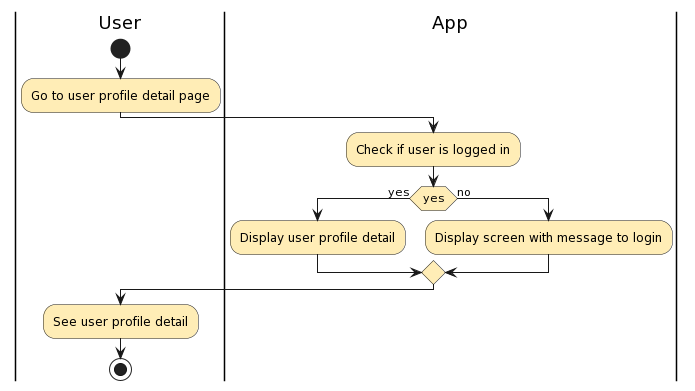 User
App
Go to user profile detail page
Check if user is logged in
yes
yes
no
Display user profile detail
Display screen with message to login
See user profile detail